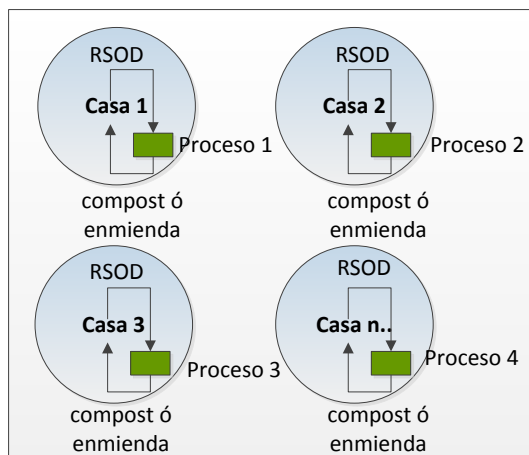 RSOD
Casa 1
Proceso 1
compost ó
enmienda
RSOD
Casa 2
Proceso 2
compost ó
enmienda
RSOD
Casa 3
Proceso 3
compost ó
enmienda
RSOD
Casa n..
Proceso 4
compost ó
enmienda